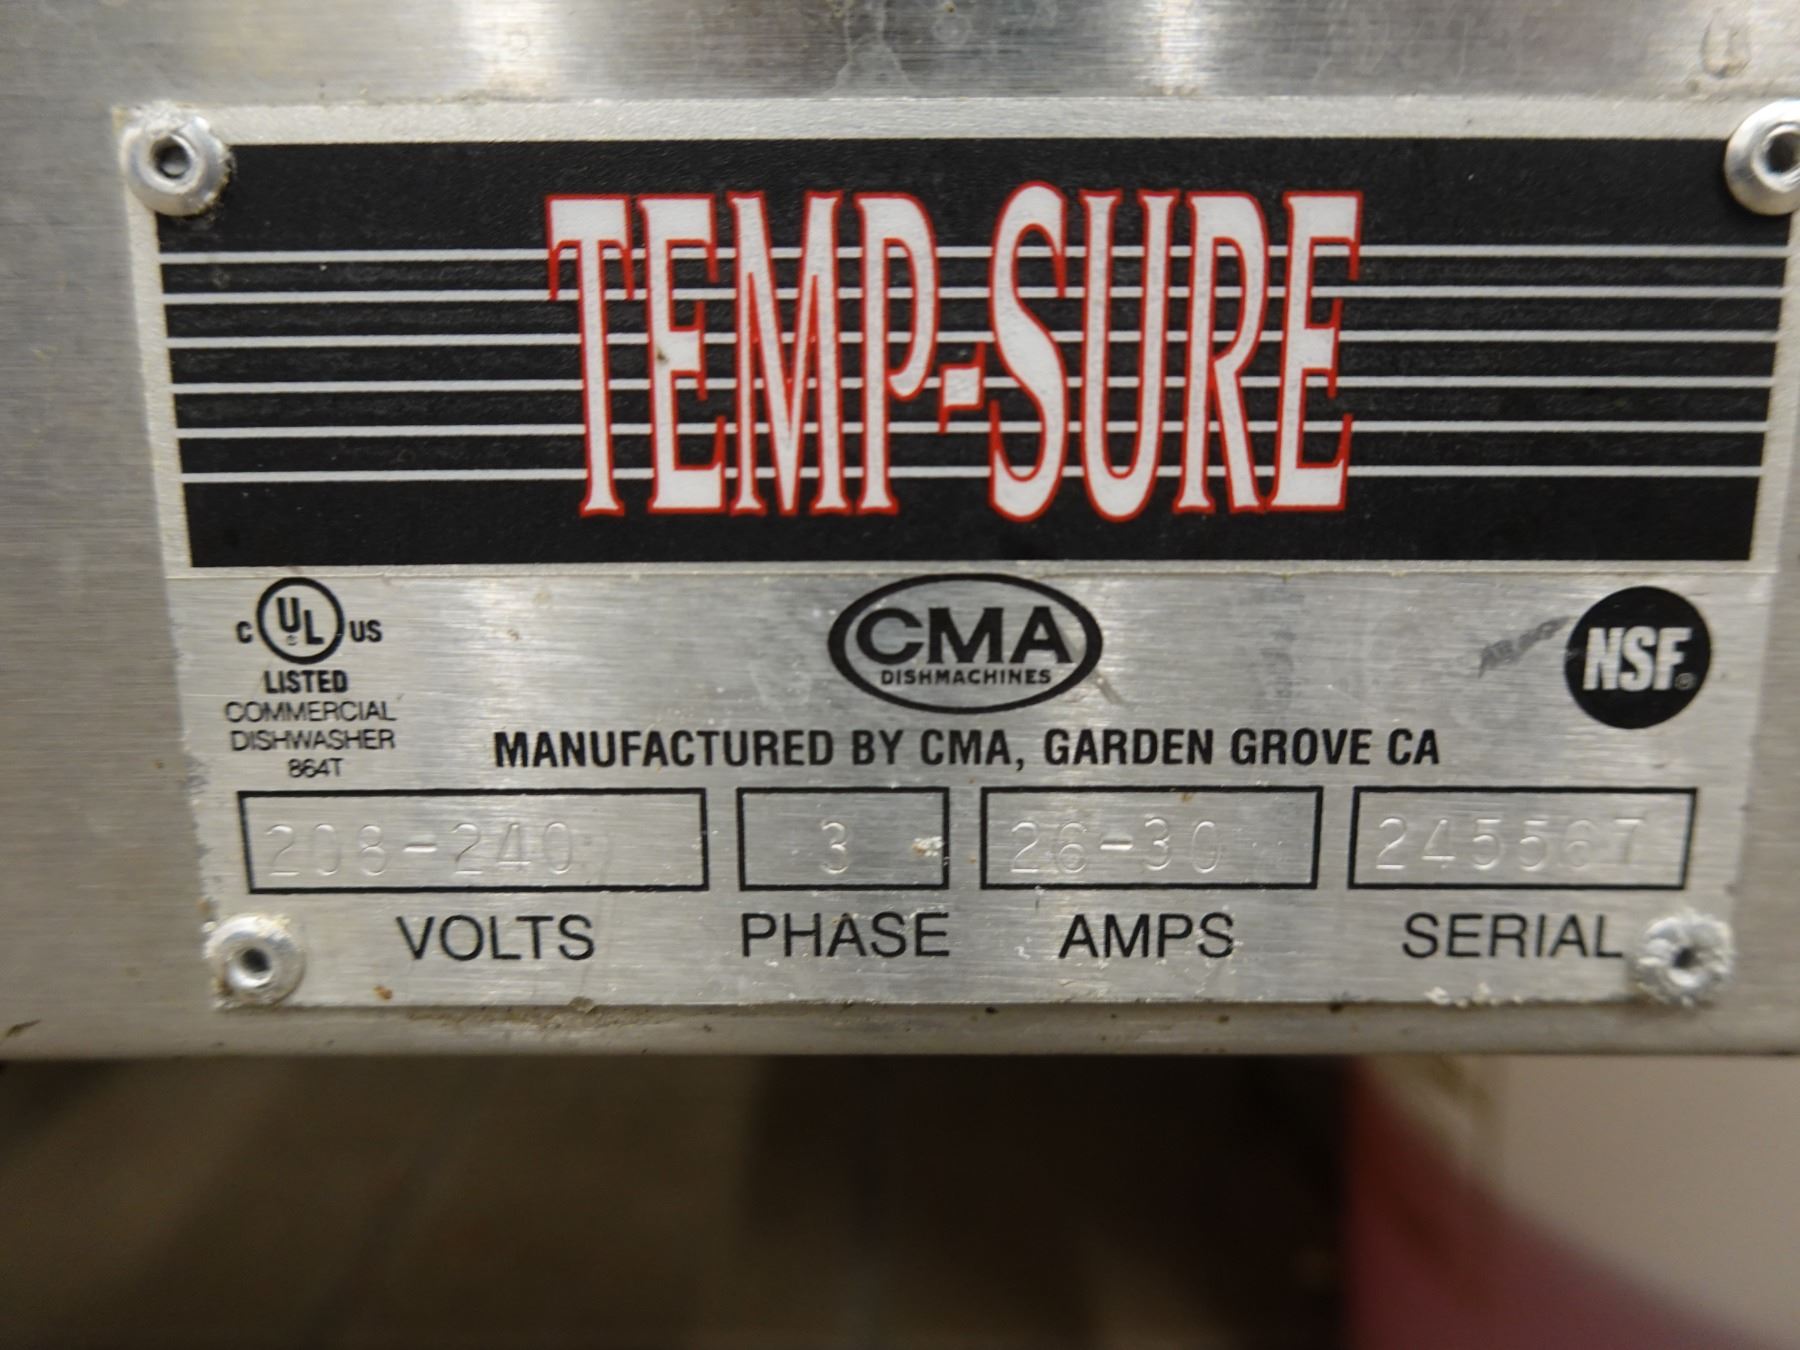 TEMP-SURE
C UL® US
LISTED
COMMERCIAL
DISHWASHER
864T
CMA
DISHMACHINES
NSF®
MANUFACTURED BY CMA, GARDEN GROVE CA
208-240 3 26-30 245567
VOLTS PHASE AMPS SERIAL